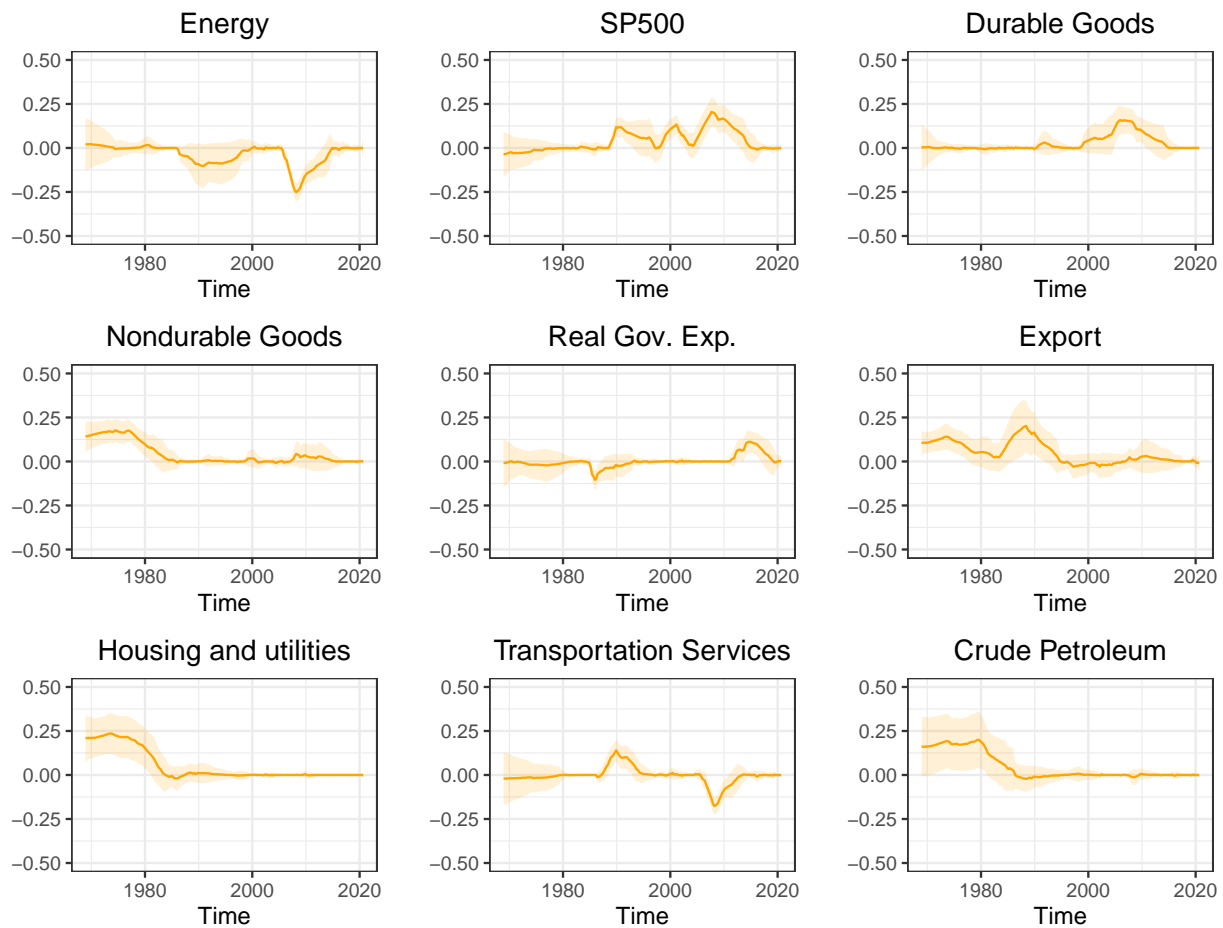 Energy SP500 Durable Goods
0.50 0.50 0.50
0.25 0.25 0.25
0.00 0.00 0.00
−0.25 −0.25 −0.25
−0.50 −0.50 −0.50
1980 2000 2020 1980 2000 2020 1980 2000 2020
Time Time Time
Nondurable Goods Real Gov. Exp. Export
0.50 0.50 0.50
0.25 0.25 0.25
0.00 0.00 0.00
−0.25 −0.25 −0.25
−0.50 −0.50 −0.50
1980 2000 2020 1980 2000 2020 1980 2000 2020
Time Time Time
Housing and utilities Transportation Services Crude Petroleum
0.50 0.50 0.50
0.25 0.25 0.25
0.00 0.00 0.00
−0.25 −0.25 −0.25
−0.50 −0.50 −0.50
1980 2000 2020 1980 2000 2020 1980 2000 2020
Time Time Time